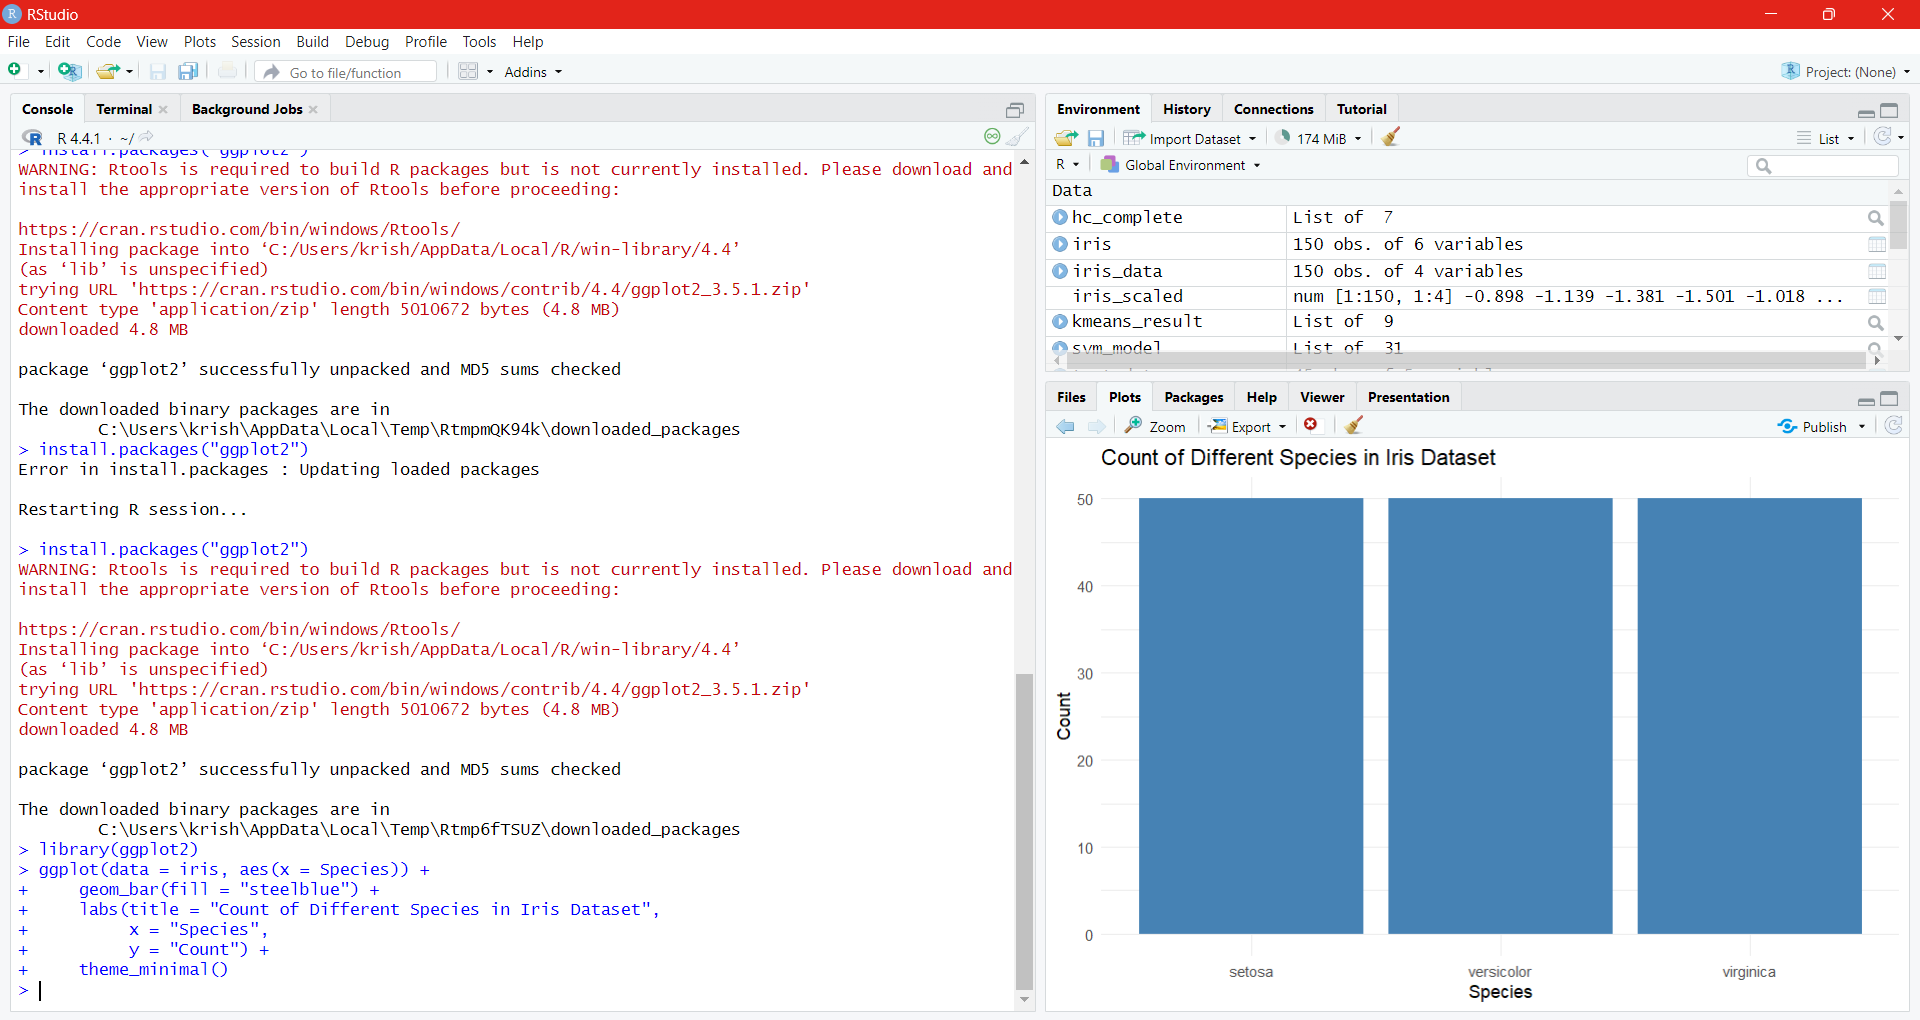 RStudio
File Edit Code View Plots Session Build Debug Profile Tools Help
Go to file/function Addins Project: (None)
Console Terminal Background Jobs
R 4.4.1 · ~/
> install.packages("ggplot2")
WARNING: Rtools is required to build R packages but is not currently installed. Please download and
install the appropriate version of Rtools before proceeding:
https://cran.rstudio.com/bin/windows/Rtools/
Installing package into ‘C:/Users/krish/AppData/Local/R/win-library/4.4’
(as ‘lib’ is unspecified)
trying URL 'https://cran.rstudio.com/bin/windows/contrib/4.4/ggplot2_3.5.1.zip'
Content type 'application/zip' length 5010672 bytes (4.8 MB)
downloaded 4.8 MB
package ‘ggplot2’ successfully unpacked and MD5 sums checked
The downloaded binary packages are in
C:\Users\krish\AppData\Local\Temp\RtmpmQK94k\downloaded_packages
> install.packages("ggplot2")
Error in install.packages : Updating loaded packages
Restarting R session...
> install.packages("ggplot2")
WARNING: Rtools is required to build R packages but is not currently installed. Please download and
install the appropriate version of Rtools before proceeding:
https://cran.rstudio.com/bin/windows/Rtools/
Installing package into ‘C:/Users/krish/AppData/Local/R/win-library/4.4’
(as ‘lib’ is unspecified)
trying URL 'https://cran.rstudio.com/bin/windows/contrib/4.4/ggplot2_3.5.1.zip'
Content type 'application/zip' length 5010672 bytes (4.8 MB)
downloaded 4.8 MB
package ‘ggplot2’ successfully unpacked and MD5 sums checked
The downloaded binary packages are in
C:\Users\krish\AppData\Local\Temp\Rtmp6fTSUZ\downloaded_packages
> library(ggplot2)
> ggplot(data = iris, aes(x = Species)) +
+     geom_bar(fill = "steelblue") +
+     labs(title = "Count of Different Species in Iris Dataset",
+          x = "Species",
+          y = "Count") +
+     theme_minimal()
>
Environment History Connections Tutorial
Import Dataset 174 MiB List
R Global Environment
Data
hc_complete List of 7
iris 150 obs. of 6 variables
iris_data 150 obs. of 4 variables
iris_scaled num [1:150, 1:4] -0.898 -1.139 -1.381 -1.501 -1.018 ...
kmeans_result List of 9
svm_model List of 31
Files Plots Packages Help Viewer Presentation
Zoom Export Publish
Count of Different Species in Iris Dataset
50
40
30
20
10
0
Count
setosa versicolor virginica
Species